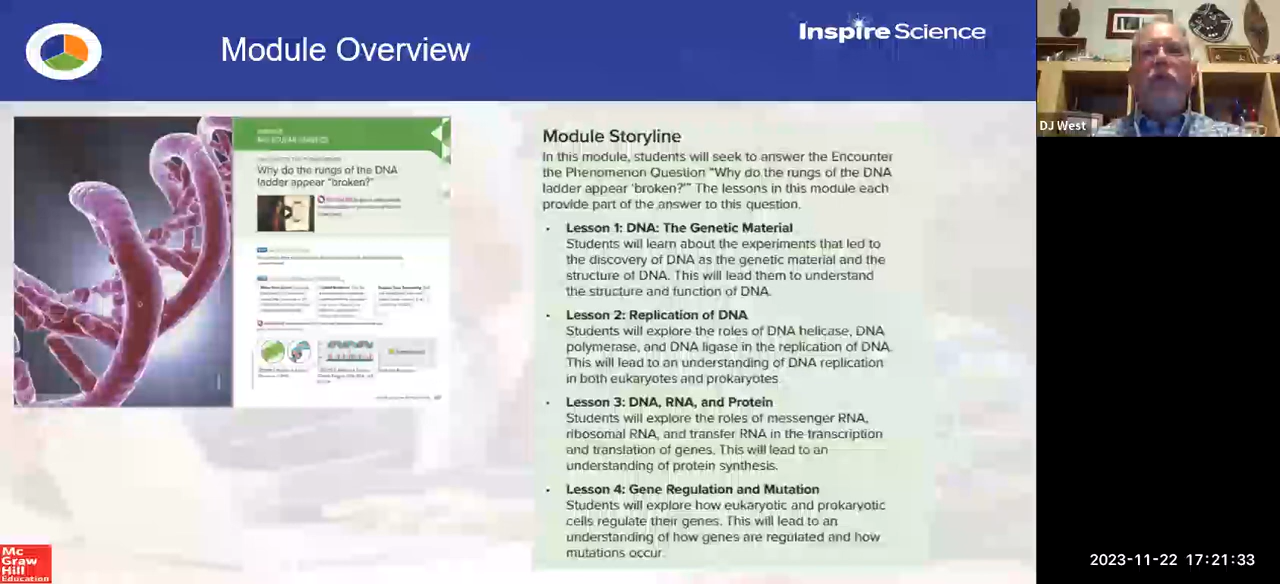 Module Overview
Inspire Science
DJ West
Why do the rungs of the DNA
ladder appear "broken?"
Module Storyline
In this module, students will seek to answer the Encounter
the Phenomenon Question "Why do the rungs of the DNA
ladder appear 'broken?'" The lessons in this module each
provide part of the answer to this question.
• Lesson 1: DNA: The Genetic Material
Students will learn about the experiments that led to
the discovery of DNA as the genetic material and the
structure of DNA. This will lead them to understand
the structure and function of DNA.
• Lesson 2: Replication of DNA
Students will explore the roles of DNA helicase, DNA
polymerase, and DNA ligase in the replication of DNA.
This will lead to an understanding of DNA replication
in both eukaryotes and prokaryotes.
• Lesson 3: DNA, RNA, and Protein
Students will explore the roles of messenger RNA,
ribosomal RNA, and transfer RNA in the transcription
and translation of genes. This will lead to an
understanding of protein synthesis.
• Lesson 4: Gene Regulation and Mutation
Students will explore how eukaryotic and prokaryotic
cells regulate their genes. This will lead to an
understanding of how genes are regulated and how
mutations occur.
Mc
Graw
Hill
Education
2023-11-22 17:21:33